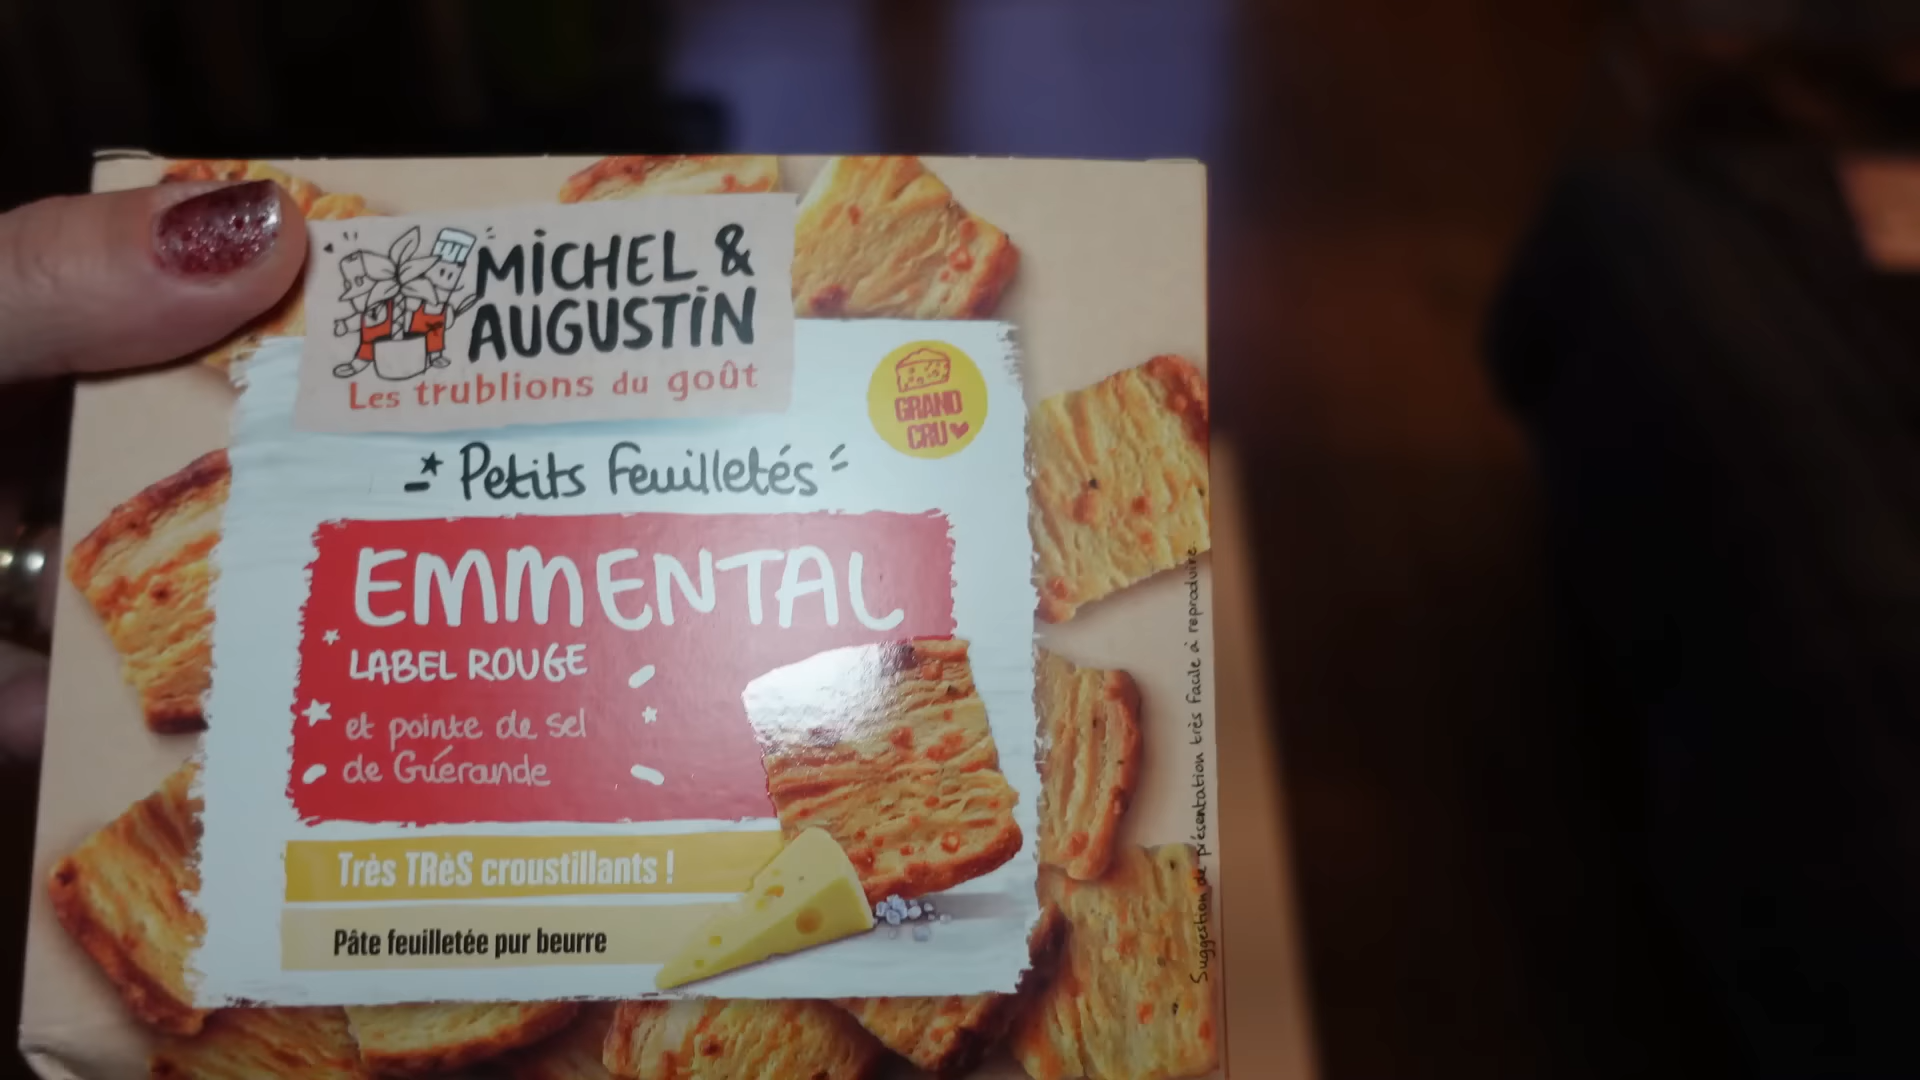 MiCHEL &
AUGUSTiN
Les trublions du goût
GRAND
CRU
Petits Feuilletés
EMMENTAL
LABEL ROUGE
et pointe de sel
de Guérande
Très TRèS croustillants !
Pâte feuilletée pur beurre
Suggestion de présentation très facile à reproduire.